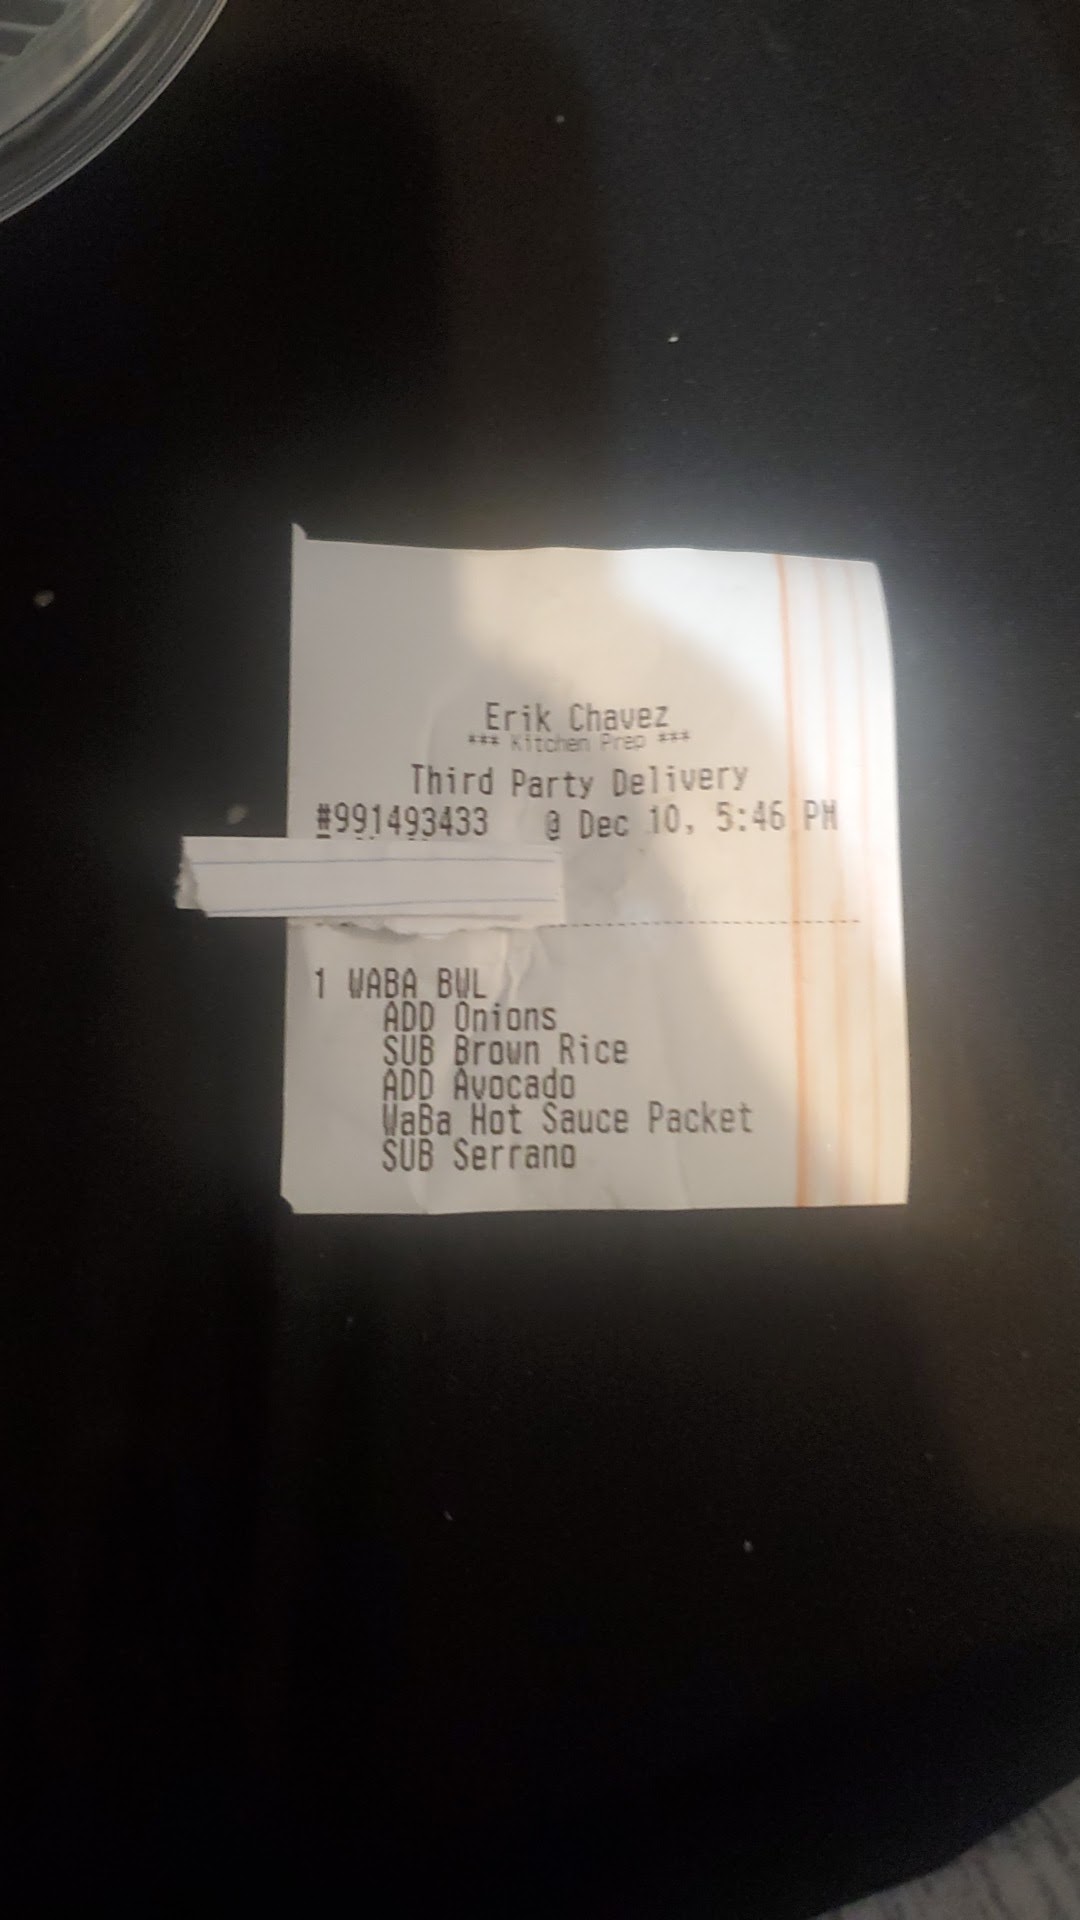 Erik Chavez
*** Kitchen Prep ***
Third Party Delivery
#991493433 @ Dec 10, 5:46 PM
1 WABA BWL
ADD Onions
SUB Brown Rice
ADD Avocado
WaBa Hot Sauce Packet
SUB Serrano